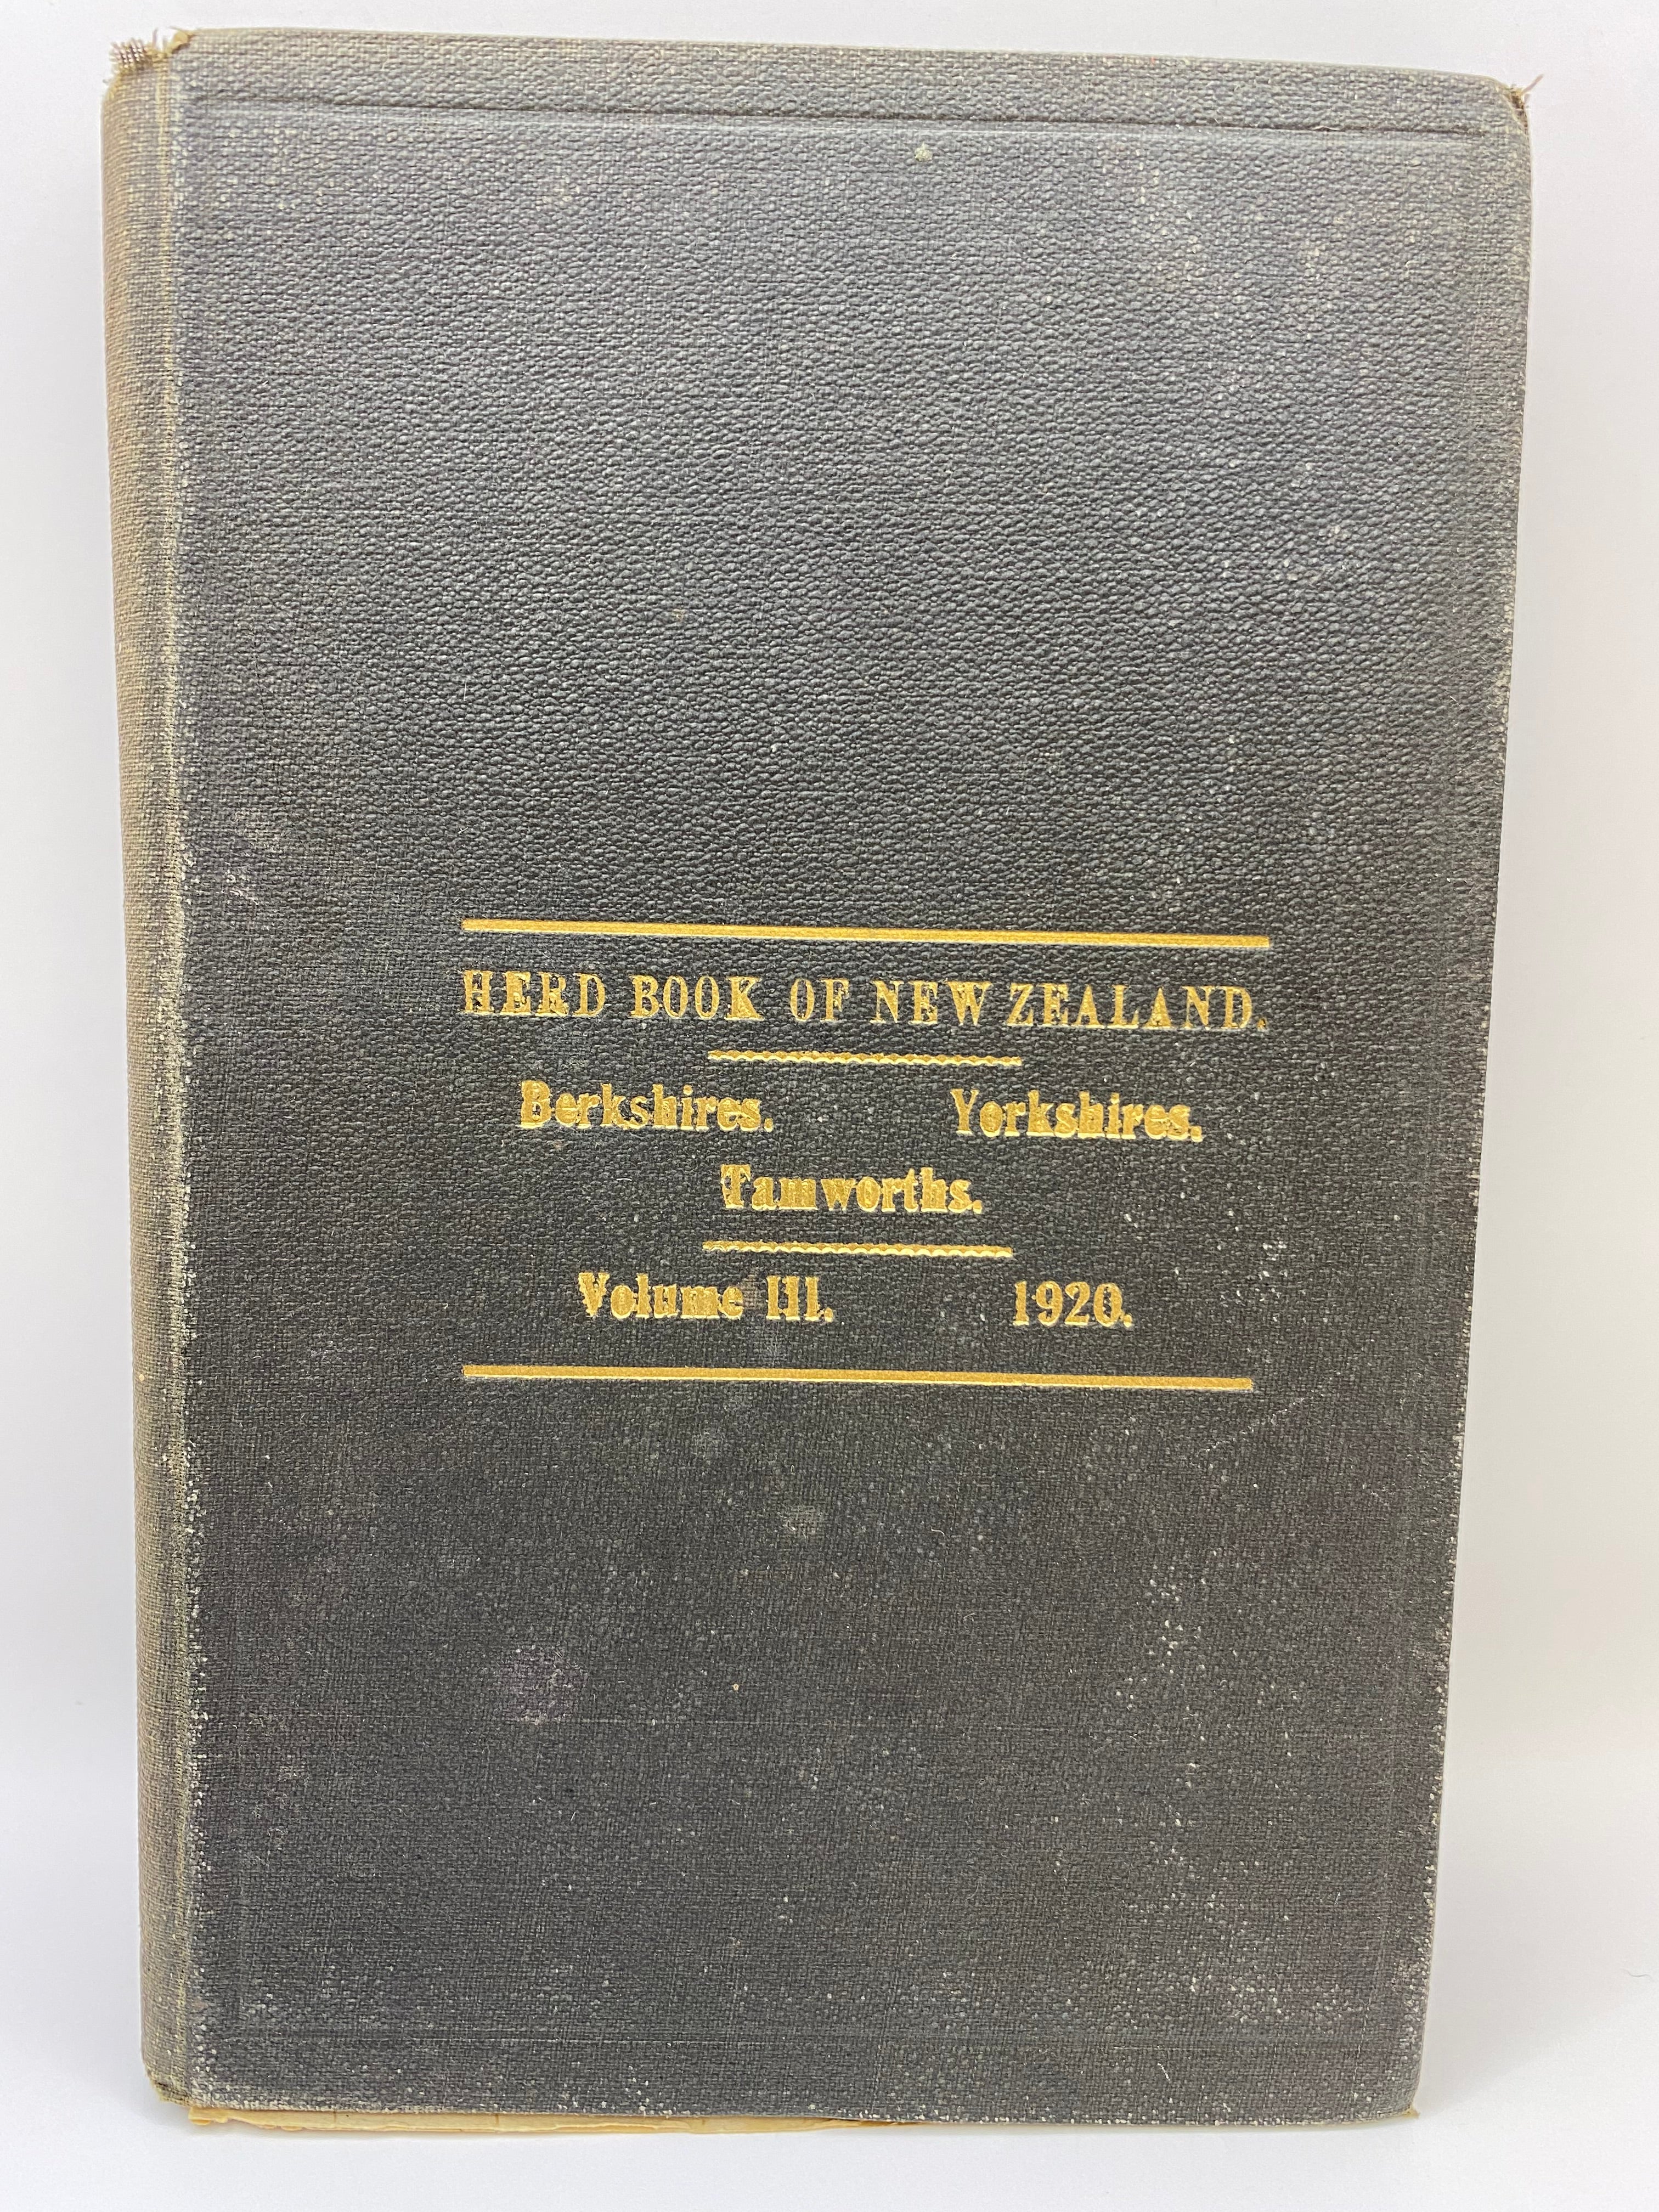 HERD BOOK OF NEW ZEALAND.
Berkshires. Yorkshires.
Tamworths.
Volume III. 1920.